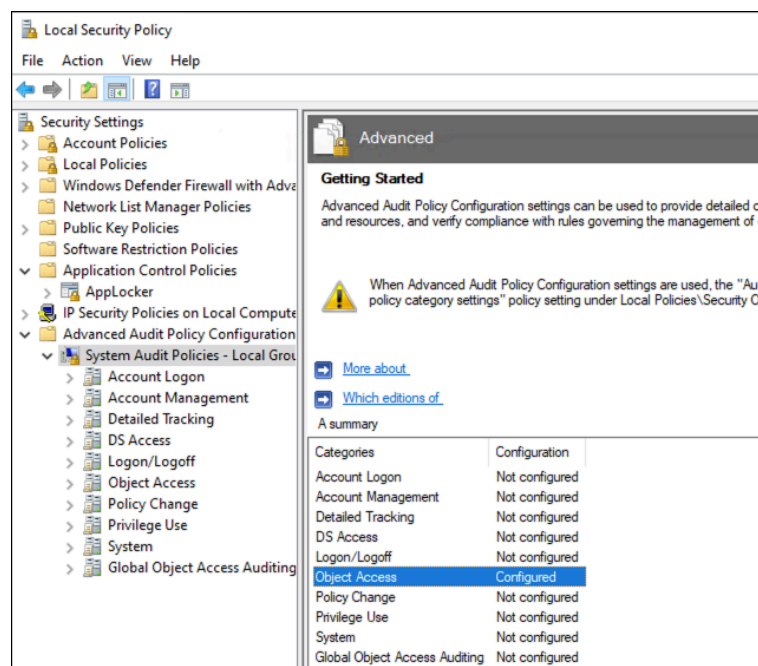 Local Security Policy
File Action View Help
Security Settings
Account Policies
Local Policies
Windows Defender Firewall with Adva
Network List Manager Policies
Public Key Policies
Software Restriction Policies
Application Control Policies
AppLocker
IP Security Policies on Local Compute
Advanced Audit Policy Configuration
System Audit Policies - Local Grou
Account Logon
Account Management
Detailed Tracking
DS Access
Logon/Logoff
Object Access
Policy Change
Privilege Use
System
Global Object Access Auditing
Advanced
Getting Started
Advanced Audit Policy Configuration settings can be used to provide detailed c
and resources, and verify compliance with rules governing the management of
When Advanced Audit Policy Configuration settings are used, the "Au
policy category settings" policy setting under Local Policies\Security O
More about
Which editions of
A summary
Categories Configuration
Account Logon Not configured
Account Management Not configured
Detailed Tracking Not configured
DS Access Not configured
Logon/Logoff Not configured
Object Access Configured
Policy Change Not configured
Privilege Use Not configured
System Not configured
Global Object Access Auditing Not configured